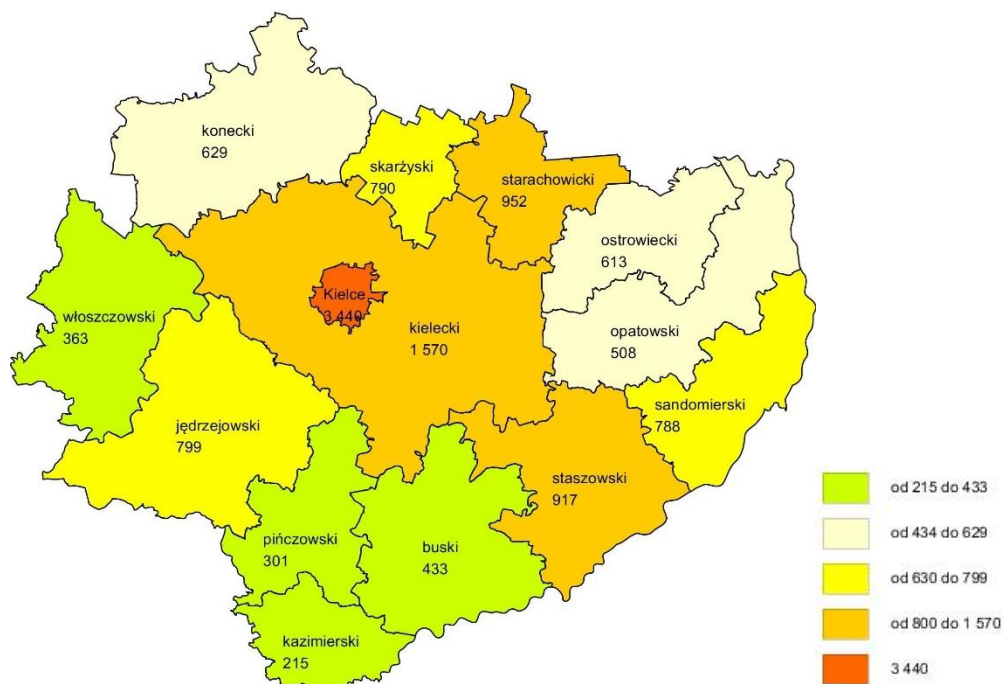 konecki
629
skarżyski
790
starachowicki
952
ostrowiecki
613
włoszczowski
363
Kielce
3 440
kielecki
1 570
opatowski
508
jędrzejowski
799
sandomierski
788
staszowski
917
pińczowski
301
buski
433
kazimierski
215
od 215 do 433
od 434 do 629
od 630 do 799
od 800 do 1 570
3 440